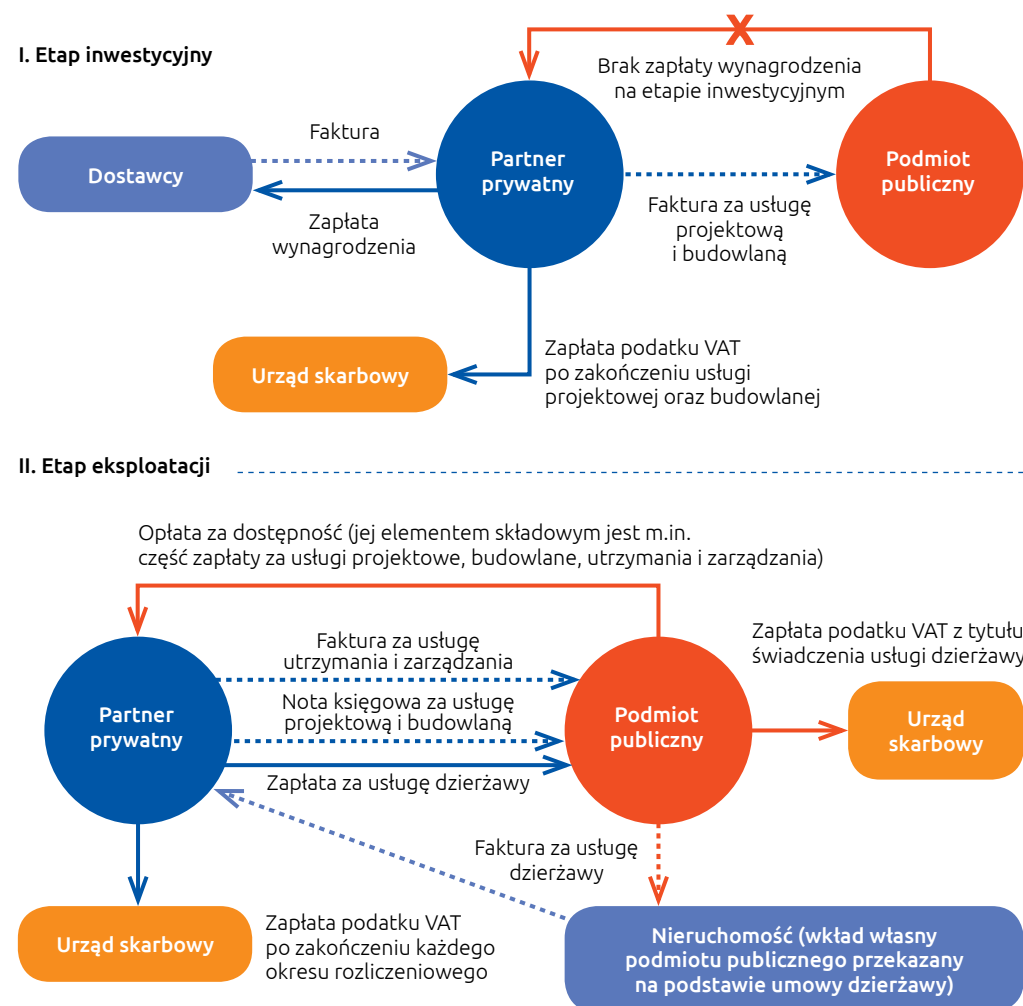 I. Etap inwestycyjny
X
Brak zapłaty wynagrodzenia
na etapie inwestycyjnym
Faktura
Dostawcy
Partner
prywatny
Podmiot
publiczny
Zapłata
wynagrodzenia
Faktura za usługę
projektową
i budowlaną
Urząd skarbowy
Zapłata podatku VAT
po zakończeniu usługi
projektowej oraz budowlanej
II. Etap eksploatacji
Opłata za dostępność (jej elementem składowym jest m.in.
część zapłaty za usługi projektowe, budowlane, utrzymania i zarządzania)
Faktura za usługę
utrzymania i zarządzania
Zapłata podatku VAT z tytułu
świadczenia usługi dzierżawy
Partner
prywatny
Nota księgowa za usługę
projektową i budowlaną
Podmiot
publiczny
Urząd
skarbowy
Zapłata za usługę dzierżawy
Faktura za usługę
dzierżawy
Urząd skarbowy
Zapłata podatku VAT
po zakończeniu każdego
okresu rozliczeniowego
Nieruchomość (wkład własny
podmiotu publicznego przekazany
na podstawie umowy dzierżawy)